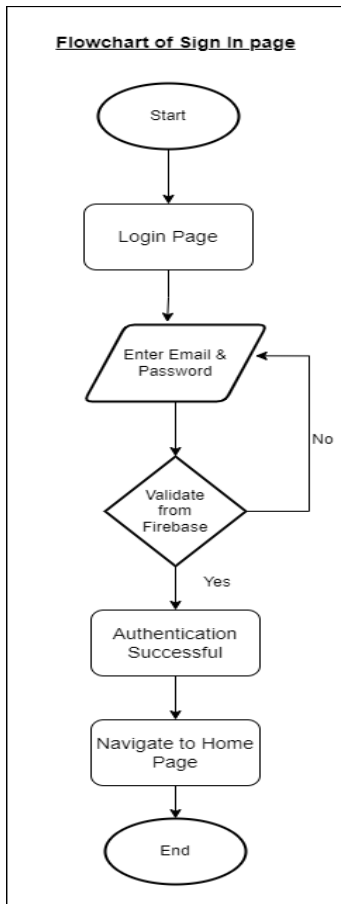 Flowchart of Sign In page
Start
Login Page
Enter Email &
Password
No
Validate
from
Firebase
Yes
Authentication
Successful
Navigate to Home
Page
End